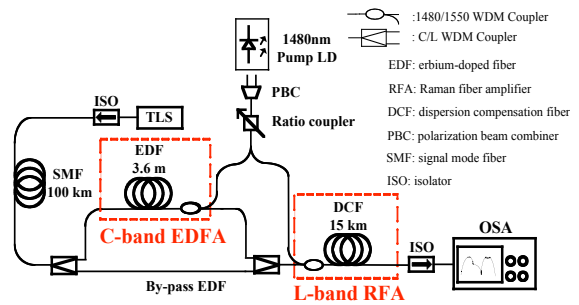 1480nm
Pump LD
PBC
Ratio coupler
:1480/1550 WDM Coupler
:C/L WDM Coupler
EDF: erbium-doped fiber
RFA: Raman fiber amplifier
DCF: dispersion compensation fiber
PBC: polarization beam combiner
SMF: signal mode fiber
ISO: isolator
ISO
TLS
SMF
100 km
EDF
3.6 m
C-band EDFA
By-pass EDF
DCF
15 km
L-band RFA
ISO
OSA